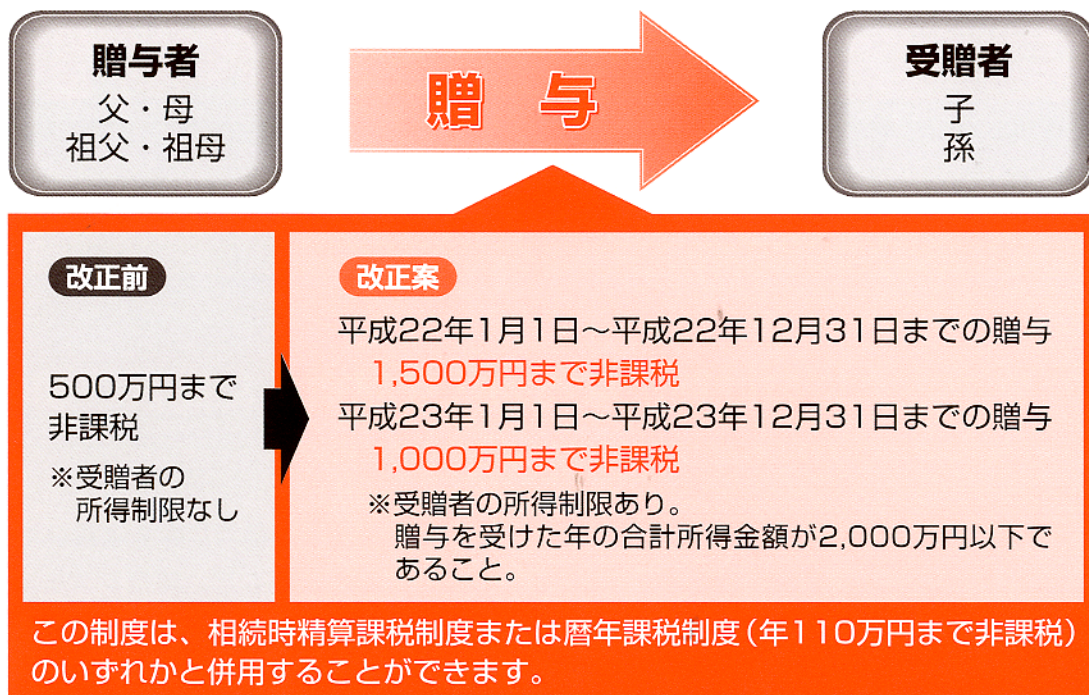 贈与者
父・母
祖父・祖母
贈 与
受贈者
子
孫
改正前
500万円まで
非課税
※受贈者の
所得制限なし
改正案
平成22年1月1日～平成22年12月31日までの贈与
1,500万円まで非課税
平成23年1月1日～平成23年12月31日までの贈与
1,000万円まで非課税
※受贈者の所得制限あり。
贈与を受けた年の合計所得金額が2,000万円以下で
あること。
この制度は、相続時精算課税制度または暦年課税制度(年110万円まで非課税)
のいずれかと併用することができます。